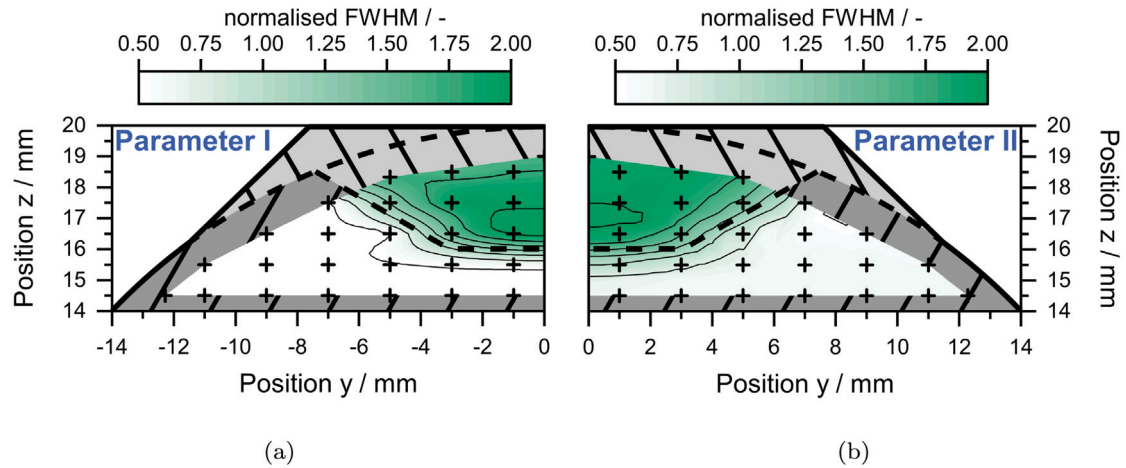 normalised FWHM / -
0.50 0.75 1.00 1.25 1.50 1.75 2.00
Parameter I
Position z / mm
20
19
18
17
16
15
14
-14 -12 -10 -8 -6 -4 -2 0
Position y / mm
(a)
normalised FWHM / -
0.50 0.75 1.00 1.25 1.50 1.75 2.00
Parameter II
20
19
18
17
16
15
14
Position z / mm
0 2 4 6 8 10 12 14
Position y / mm
(b)